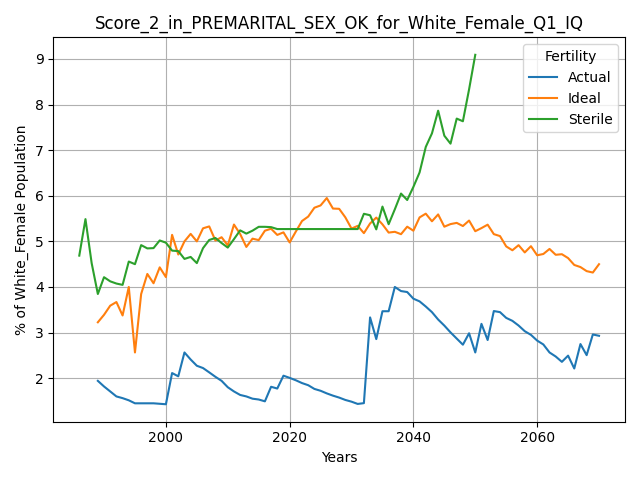 Score_2_in_PREMARITAL_SEX_OK_for_White_Female_Q1_IQ
% of White_Female Population
9
8
7
6
5
4
3
2
Fertility
Actual
Ideal
Sterile
2000
2020
2040
2060
Years